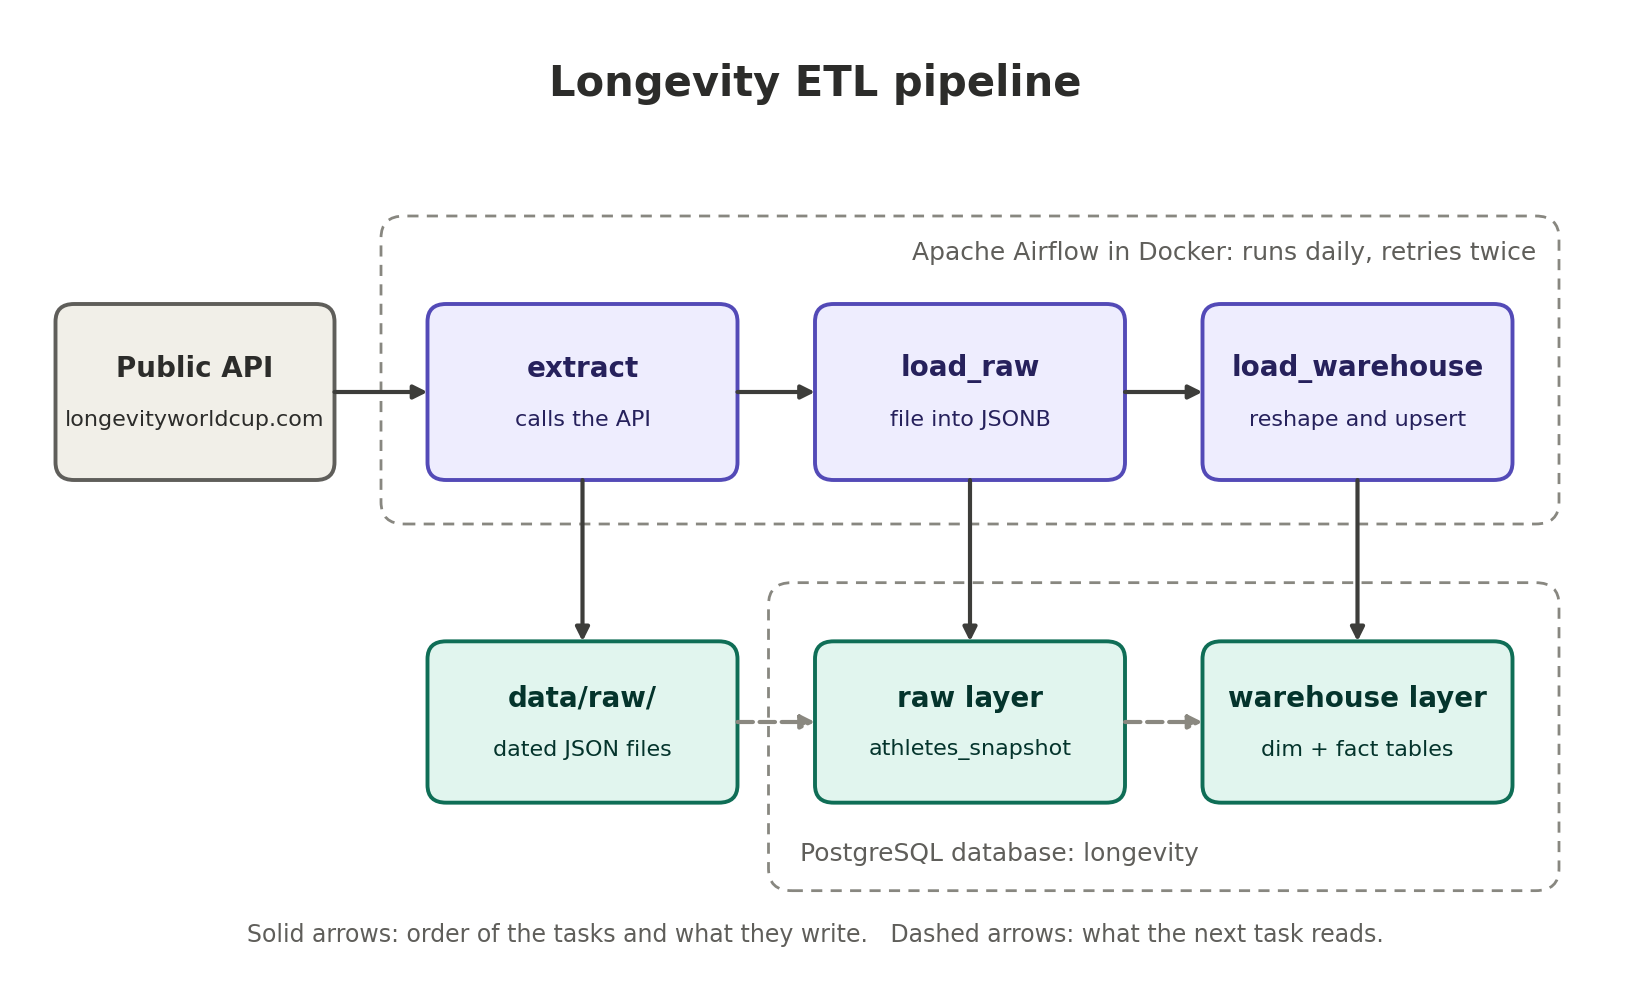 Longevity ETL pipeline
Apache Airflow in Docker: runs daily, retries twice
Public API
longevityworldcup.com
extract
calls the API
load_raw
file into JSONB
load_warehouse
reshape and upsert
data/raw/
dated JSON files
raw layer
athletes_snapshot
warehouse layer
dim + fact tables
PostgreSQL database: longevity
Solid arrows: order of the tasks and what they write.   Dashed arrows: what the next task reads.